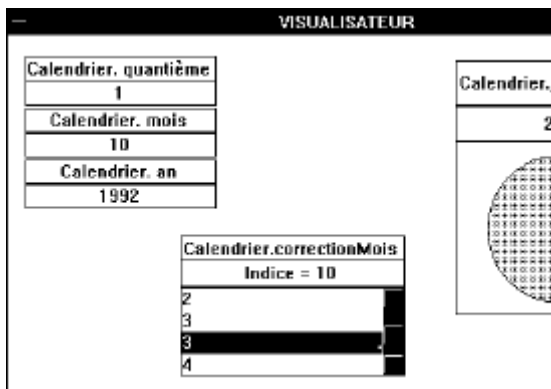 VISUALISATEUR
Calendrier. quantième
1
Calendrier. mois
10
Calendrier. an
1992
Calendrier.
2
Calendrier.correctionMois
Indice = 10
2
3
3
4